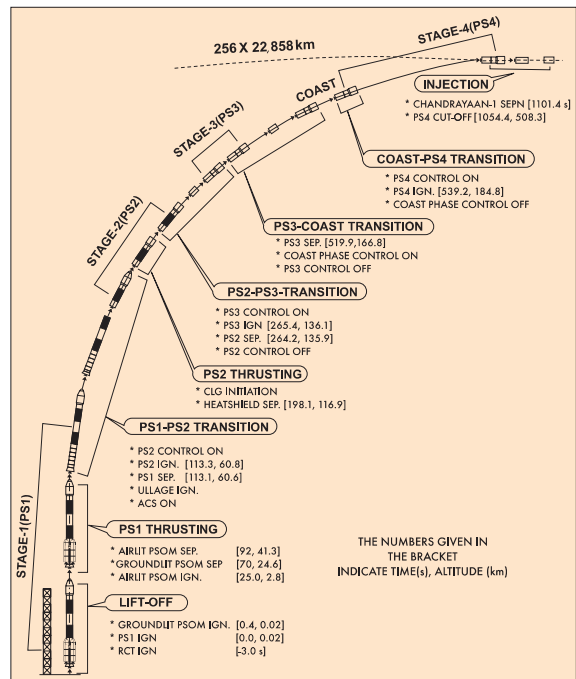 STAGE-4(PS4)
256 X 22,858 km
INJECTION
* CHANDRAYAAN-1 SEPN [1101.4 s]
* PS4 CUT-OFF [1054.4, 508.3]
COAST
STAGE-3(PS3)
COAST-PS4 TRANSITION
* PS4 CONTROL ON
* PS4 IGN. [539.2, 184.8]
* COAST PHASE CONTROL OFF
PS3-COAST TRANSITION
* PS3 SEP. [519.9,166.8]
* COAST PHASE CONTROL ON
* PS3 CONTROL OFF
STAGE-2(PS2)
PS2-PS3-TRANSITION
* PS3 CONTROL ON
* PS3 IGN [265.4, 136.1]
* PS2 SEP. [264.2, 135.9]
* PS2 CONTROL OFF
PS2 THRUSTING
* CLG INITIATION
* HEATSHIELD SEP. [198.1, 116.9]
PS1-PS2 TRANSITION
* PS2 CONTROL ON
* PS2 IGN. [113.3, 60.8]
* PS1 SEP. [113.1, 60.6]
* ULLAGE IGN.
* ACS ON
STAGE-1(PS1)
PS1 THRUSTING
* AIRLIT PSOM SEP. [92, 41.3]
*GROUNDLIT PSOM SEP [70, 24.6]
* AIRLIT PSOM IGN. [25.0, 2.8]
THE NUMBERS GIVEN IN
THE BRACKET
INDICATE TIME(s), ALTITUDE (km)
LIFT-OFF
* GROUNDLIT PSOM IGN. [0.4, 0.02]
* PS1 IGN [0.0, 0.02]
* RCT IGN [-3.0 s]